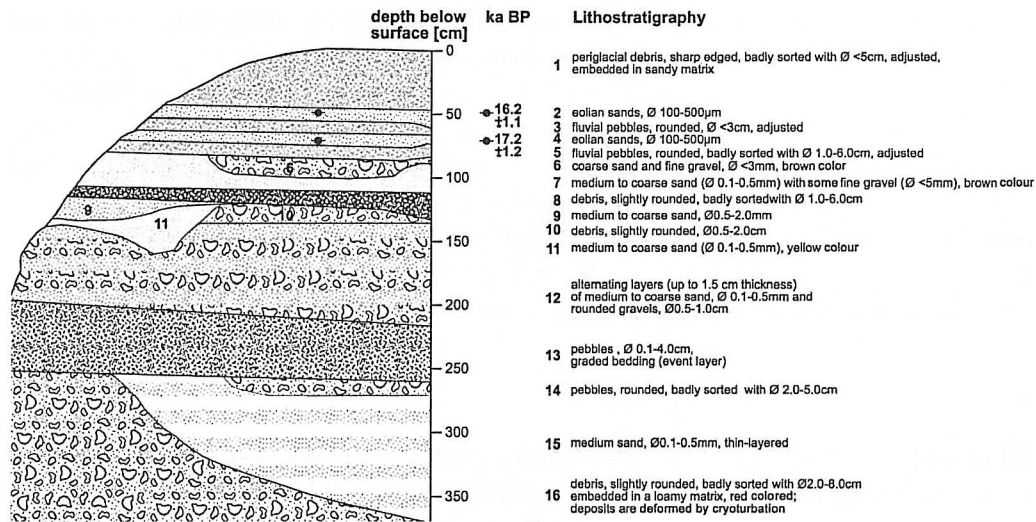 depth below
surface [cm]
ka BP
Lithostratigraphy
0
1 periglacial debris, sharp edged, badly sorted with Ø <5cm, adjusted,
embedded in sandy matrix
50
16.2
±1.1
2 eolian sands, Ø 100-500µm
3 fluvial pebbles, rounded, Ø <3cm, adjusted
17.2
±1.2
4 eolian sands, Ø 100-500µm
5 fluvial pebbles, rounded, badly sorted with Ø 1.0-6.0cm, adjusted
6
6 coarse sand and fine gravel, Ø <3mm, brown color
100
7 medium to coarse sand (Ø 0.1-0.5mm) with some fine gravel (Ø <5mm), brown colour
8 debris, slightly rounded, badly sortedwith Ø 1.0-6.0cm
9
10
11
9 medium to coarse sand, Ø0.5-2.0mm
10 debris, slightly rounded, Ø0.5-2.0cm
150
11 medium to coarse sand (Ø 0.1-0.5mm), yellow colour
200
alternating layers (up to 1.5 cm thickness)
12 of medium to coarse sand, Ø 0.1-0.5mm and
rounded gravels, Ø0.5-1.0cm
250
13 pebbles , Ø 0.1-4.0cm,
graded bedding (event layer)
14 pebbles, rounded, badly sorted with Ø 2.0-5.0cm
300
15 medium sand, Ø0.1-0.5mm, thin-layered
350
debris, slightly rounded, badly sorted with Ø2.0-8.0cm
16 embedded in a loamy matrix, red colored;
deposits are deformed by cryoturbation